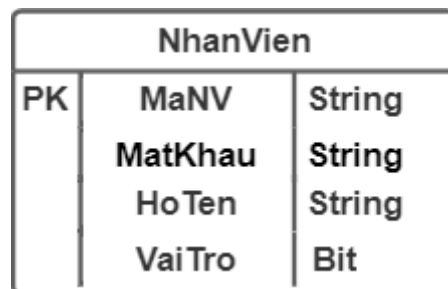 NhanVien
PK MaNV String
MatKhau String
HoTen String
VaiTro Bit